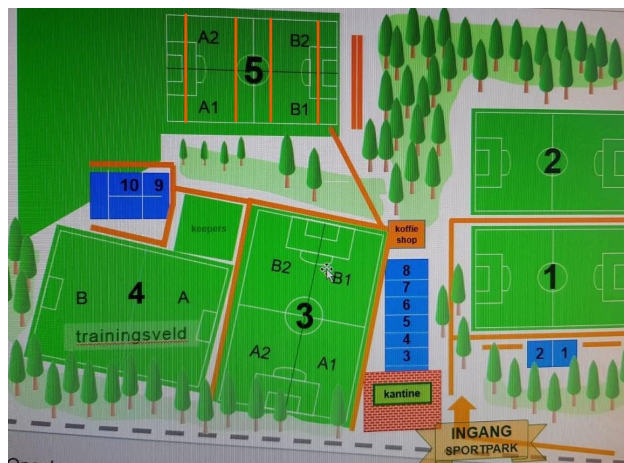 A2
B2
5
A1
B1
2
10
9
keepers
koffie
shop
B2
B1
8
7
6
5
4
3
1
B
4
A
trainingsveld
3
A2
A1
2
1
kantine
INGANG
SPORTPARK